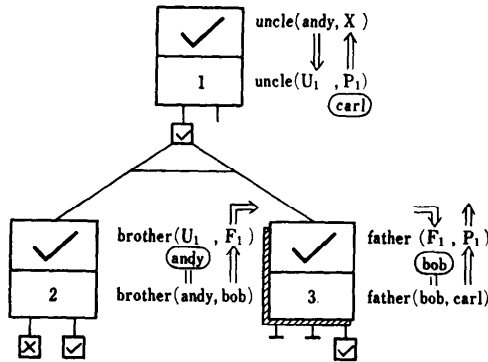 uncle(andy, X )
1
uncle(U₁ , P₁)
carl
brother(U₁ , F₁)
andy
2
brother(andy, bob)
father (F₁ , P₁)
bob
3.
father(bob, carl)